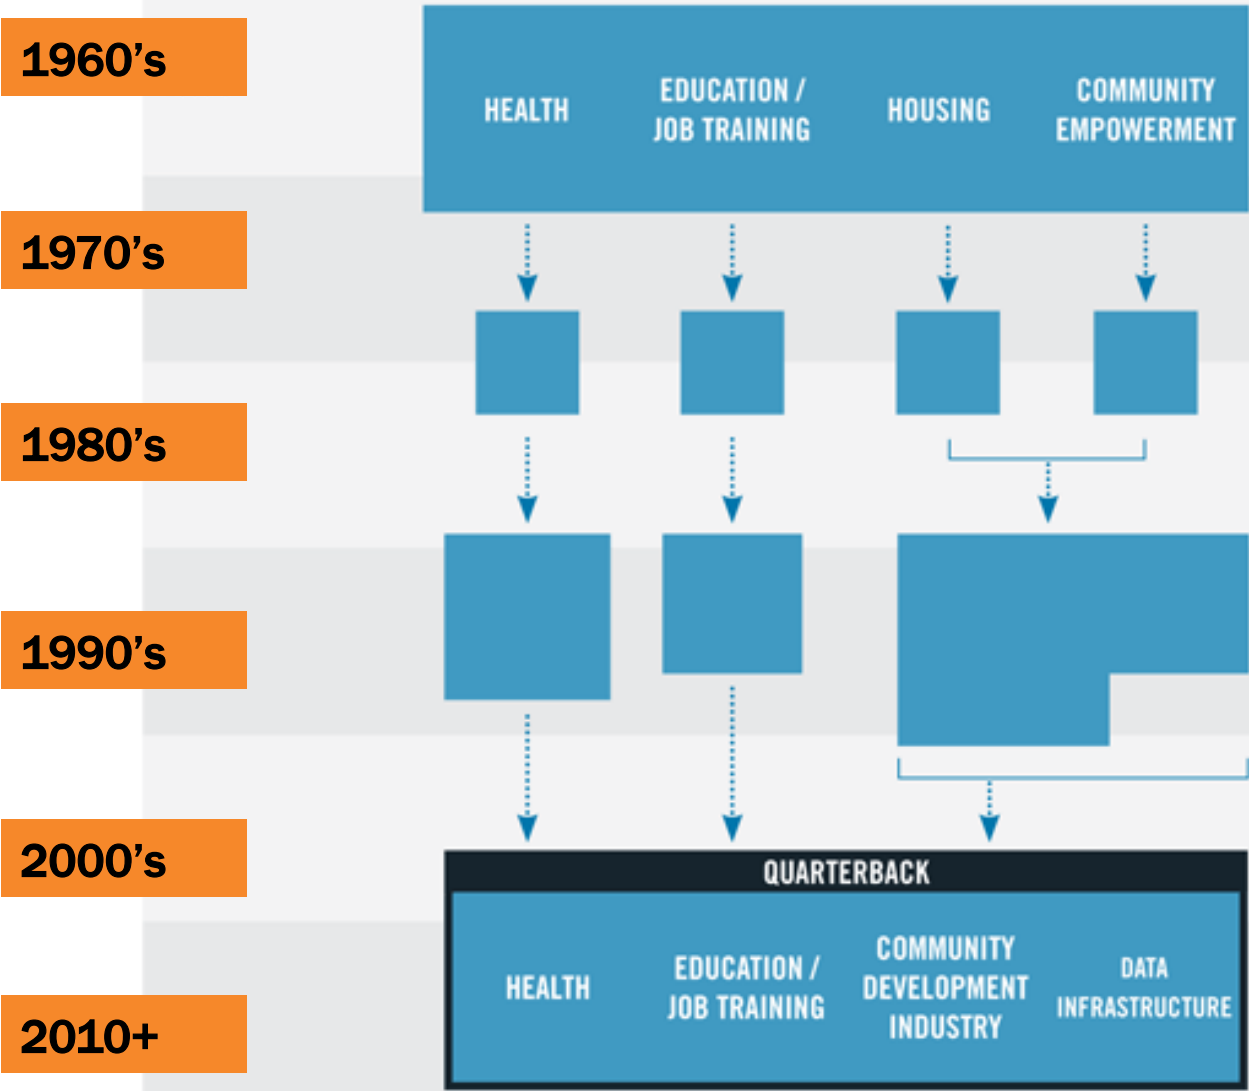 1960’s
HEALTH
EDUCATION /
JOB TRAINING
HOUSING
COMMUNITY
EMPOWERMENT
1970’s
1980’s
1990’s
2000’s
QUARTERBACK
HEALTH
EDUCATION /
JOB TRAINING
COMMUNITY
DEVELOPMENT
INDUSTRY
DATA
INFRASTRUCTURE
2010+